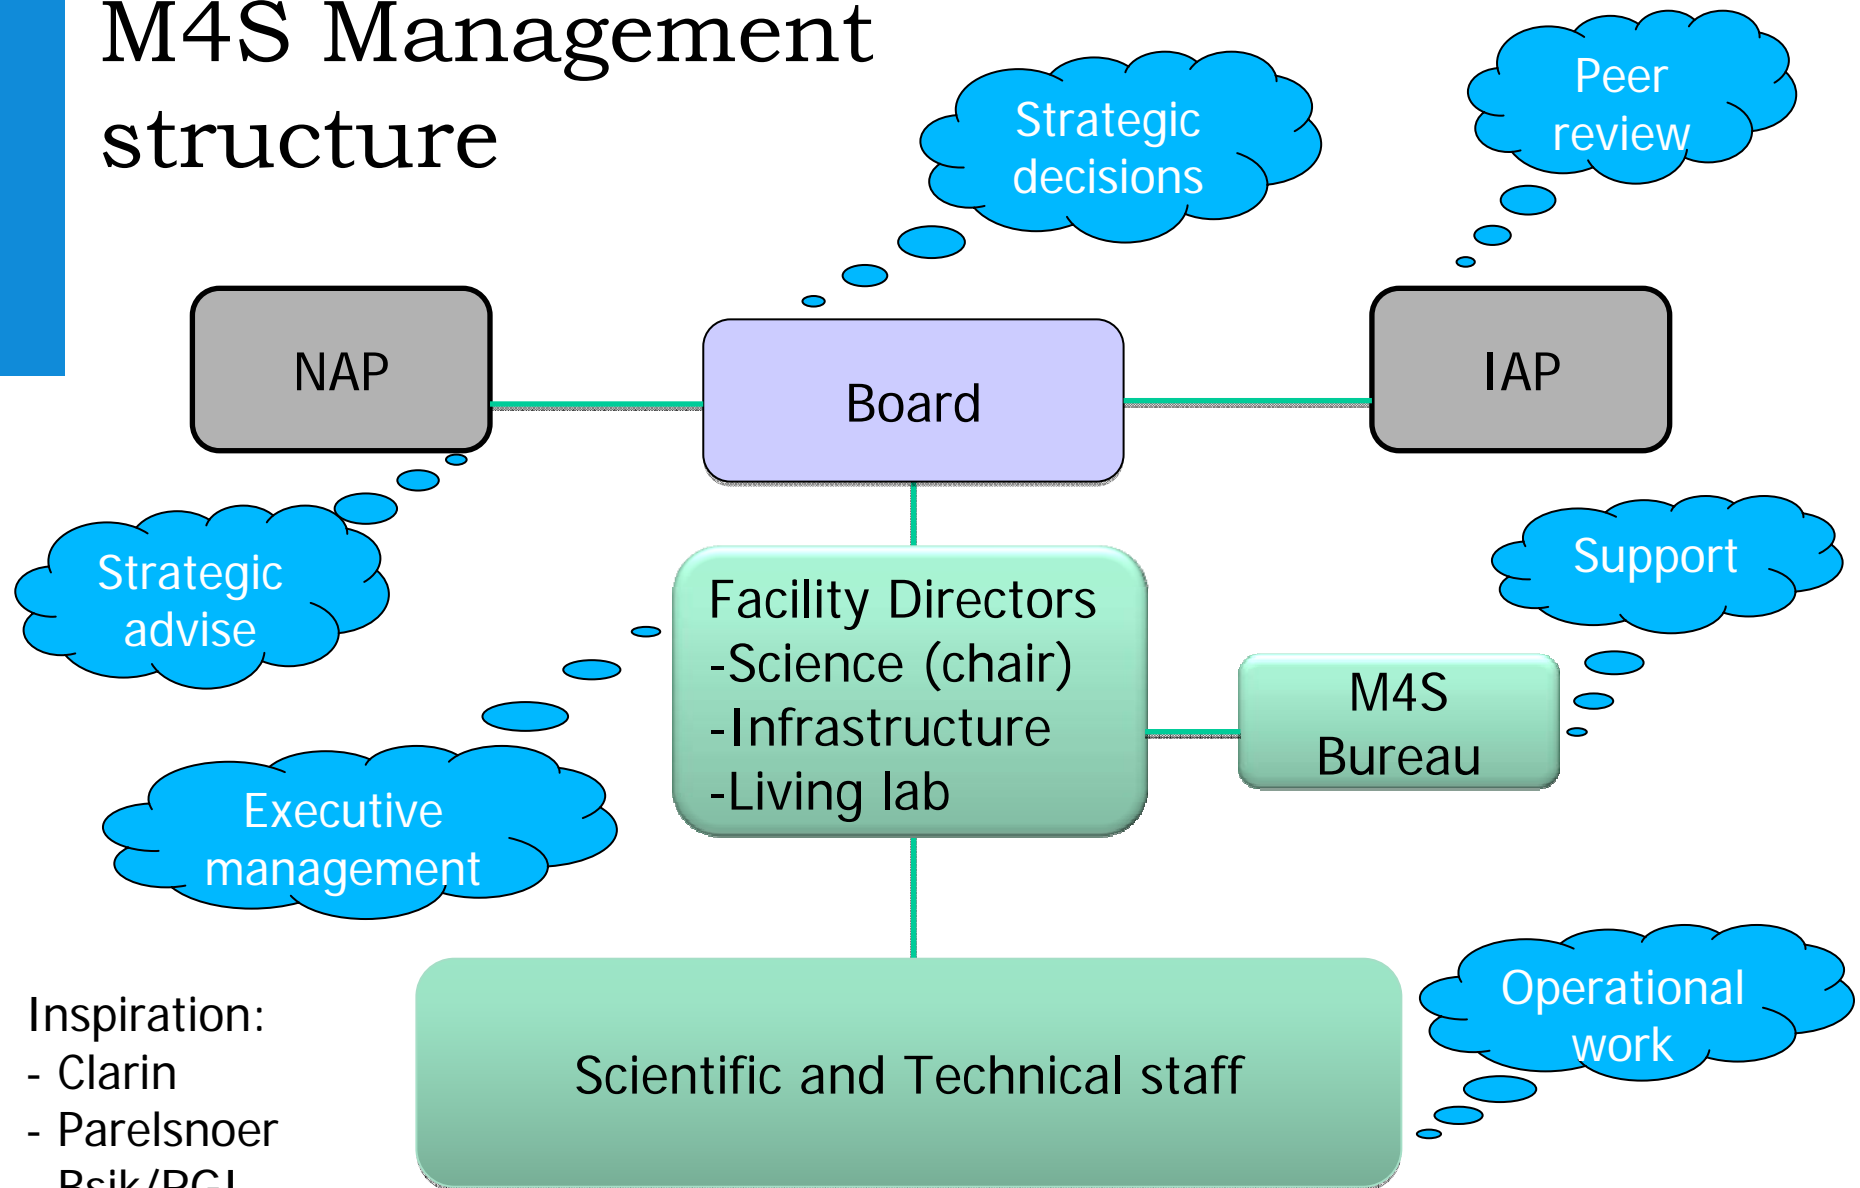 M4S Management
structure
Strategic
decisions
Peer
review
NAP
Board
IAP
Strategic
advise
Facility Directors
-Science (chair)
-Infrastructure
-Living lab
Support
M4S
Bureau
Executive
management
Scientific and Technical staff
Operational
work
Inspiration:
- Clarin
- Parelsnoer